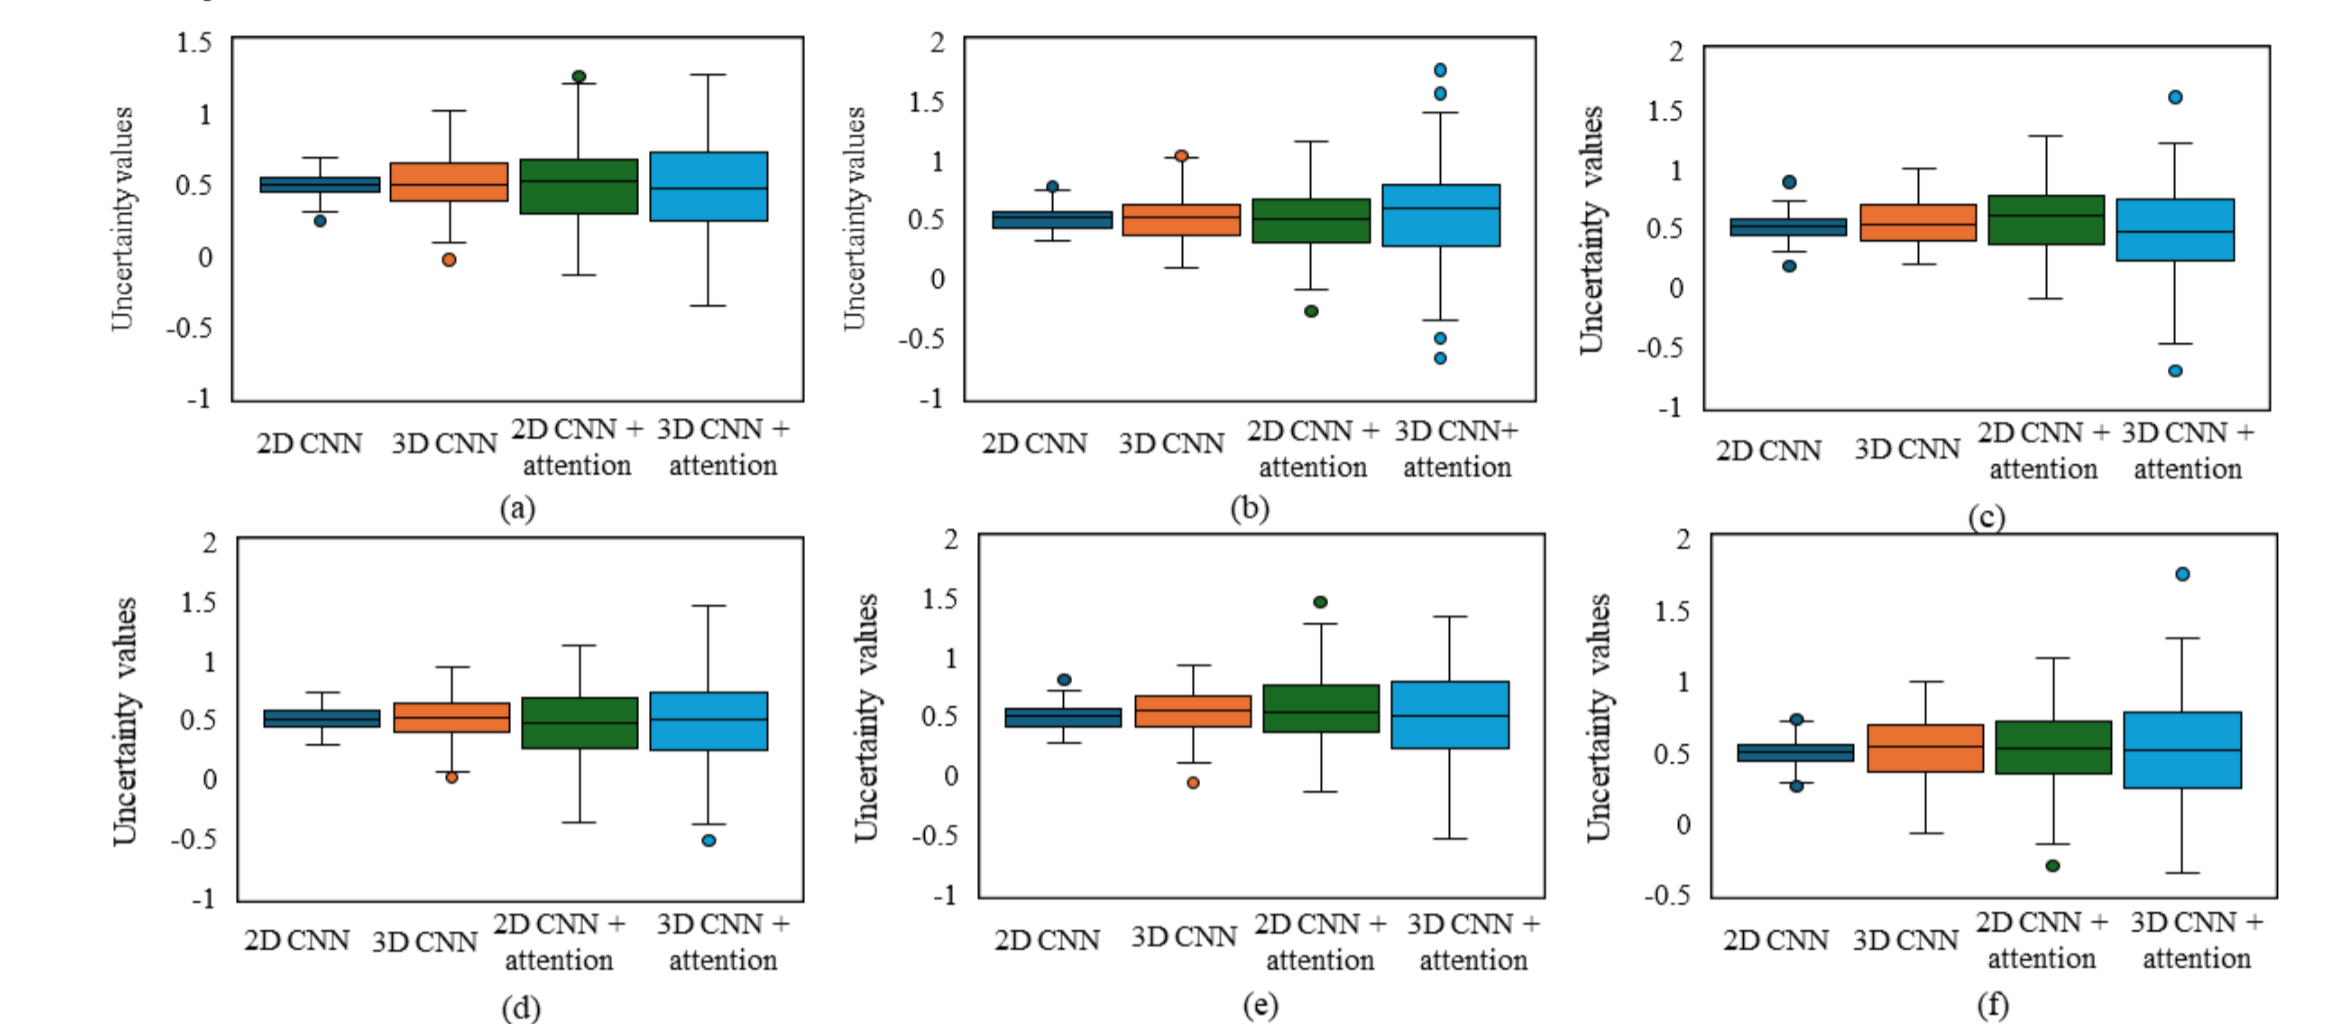 1.5
1
0.5
0
-0.5
-1
Uncertainty values
2D CNN
3D CNN
2D CNN +
attention
3D CNN +
attention
(a)
2
1.5
1
0.5
0
-0.5
-1
Uncertainty values
2D CNN
3D CNN
2D CNN +
attention
3D CNN+
attention
(b)
2
1.5
1
0.5
0
-0.5
-1
Uncertainty values
2D CNN
3D CNN
2D CNN +
attention
3D CNN +
attention
(c)
2
1.5
1
0.5
0
-0.5
-1
Uncertainty values
2D CNN
3D CNN
2D CNN +
attention
3D CNN +
attention
(d)
2
1.5
1
0.5
0
-0.5
-1
Uncertainty values
2D CNN
3D CNN
2D CNN +
attention
3D CNN +
attention
(e)
2
1.5
1
0.5
0
-0.5
Uncertainty values
2D CNN
3D CNN
2D CNN +
attention
3D CNN +
attention
(f)